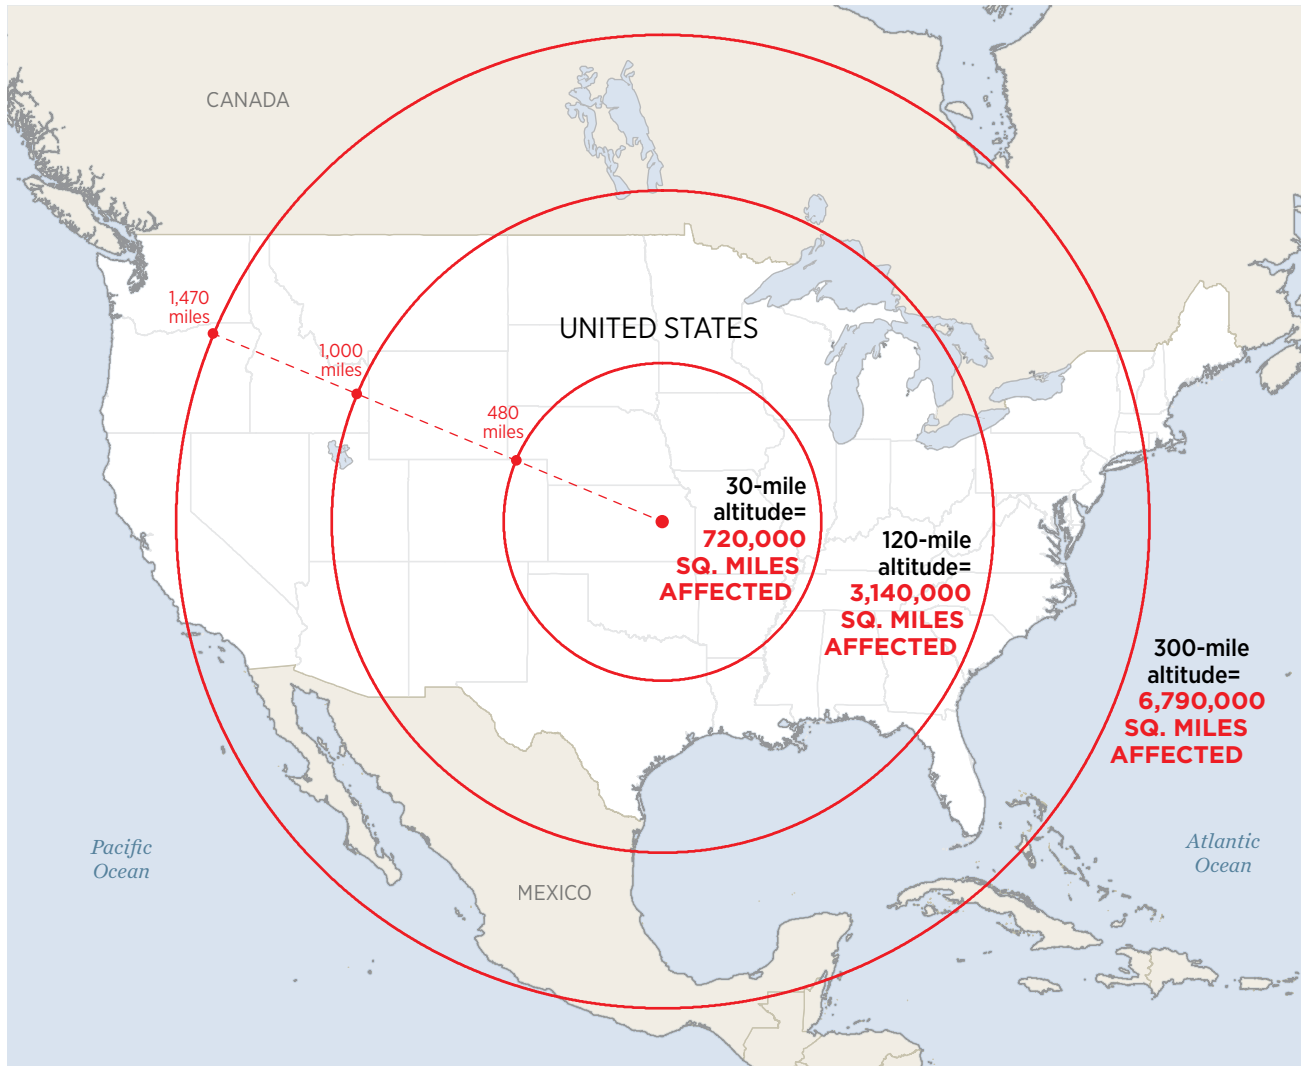 CANADA
1,470
miles
UNITED STATES
1,000
miles
480
miles
30-mile
altitude=
720,000
SQ. MILES
AFFECTED
120-mile
altitude=
3,140,000
SQ. MILES
AFFECTED
300-mile
altitude=
6,790,000
SQ. MILES
AFFECTED
Pacific
Ocean
Atlantic
Ocean
MEXICO